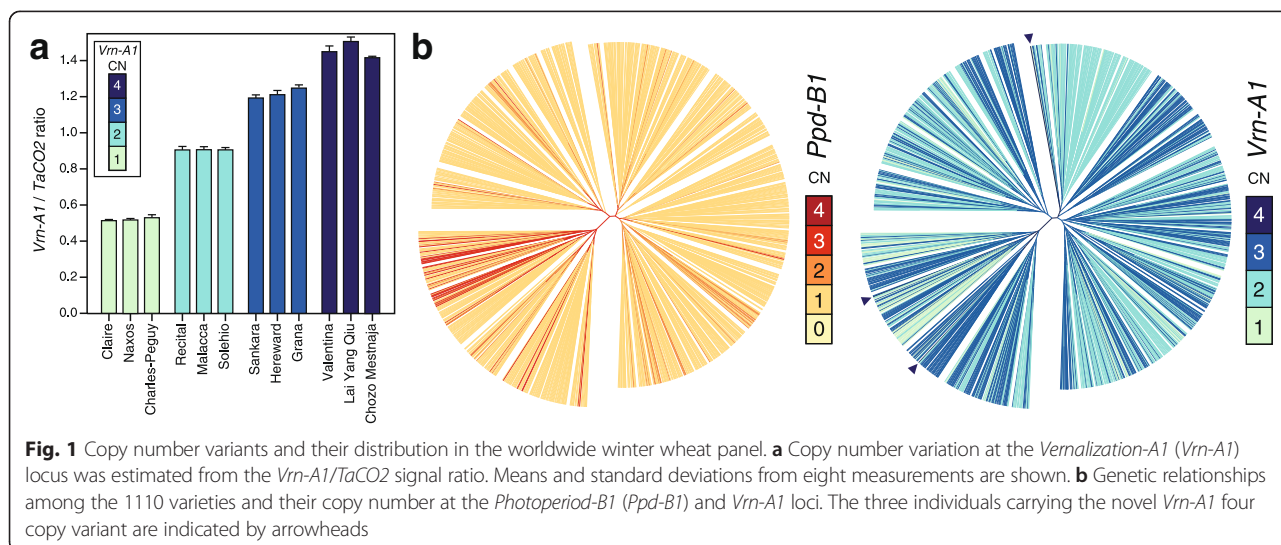 a
Vrn-A1 / TaCO2 ratio
1.4
1.2
1.0
0.8
0.6
0.4
0.2
0.0
Vrn-A1
CN
4
3
2
1
Claire
Naxos
Charles-Peguy
Recital
Malacca
Solehio
Sankara
Hereward
Grana
Valentina
Lai Yang Qiu
Chozo Mestnaja
b
Ppd-B1
CN
4
3
2
1
0
Vrn-A1
CN
4
3
2
1
Fig. 1 Copy number variants and their distribution in the worldwide winter wheat panel. a Copy number variation at the Vernalization-A1 (Vrn-A1)
locus was estimated from the Vrn-A1/TaCO2 signal ratio. Means and standard deviations from eight measurements are shown. b Genetic relationships
among the 1110 varieties and their copy number at the Photoperiod-B1 (Ppd-B1) and Vrn-A1 loci. The three individuals carrying the novel Vrn-A1 four
copy variant are indicated by arrowheads